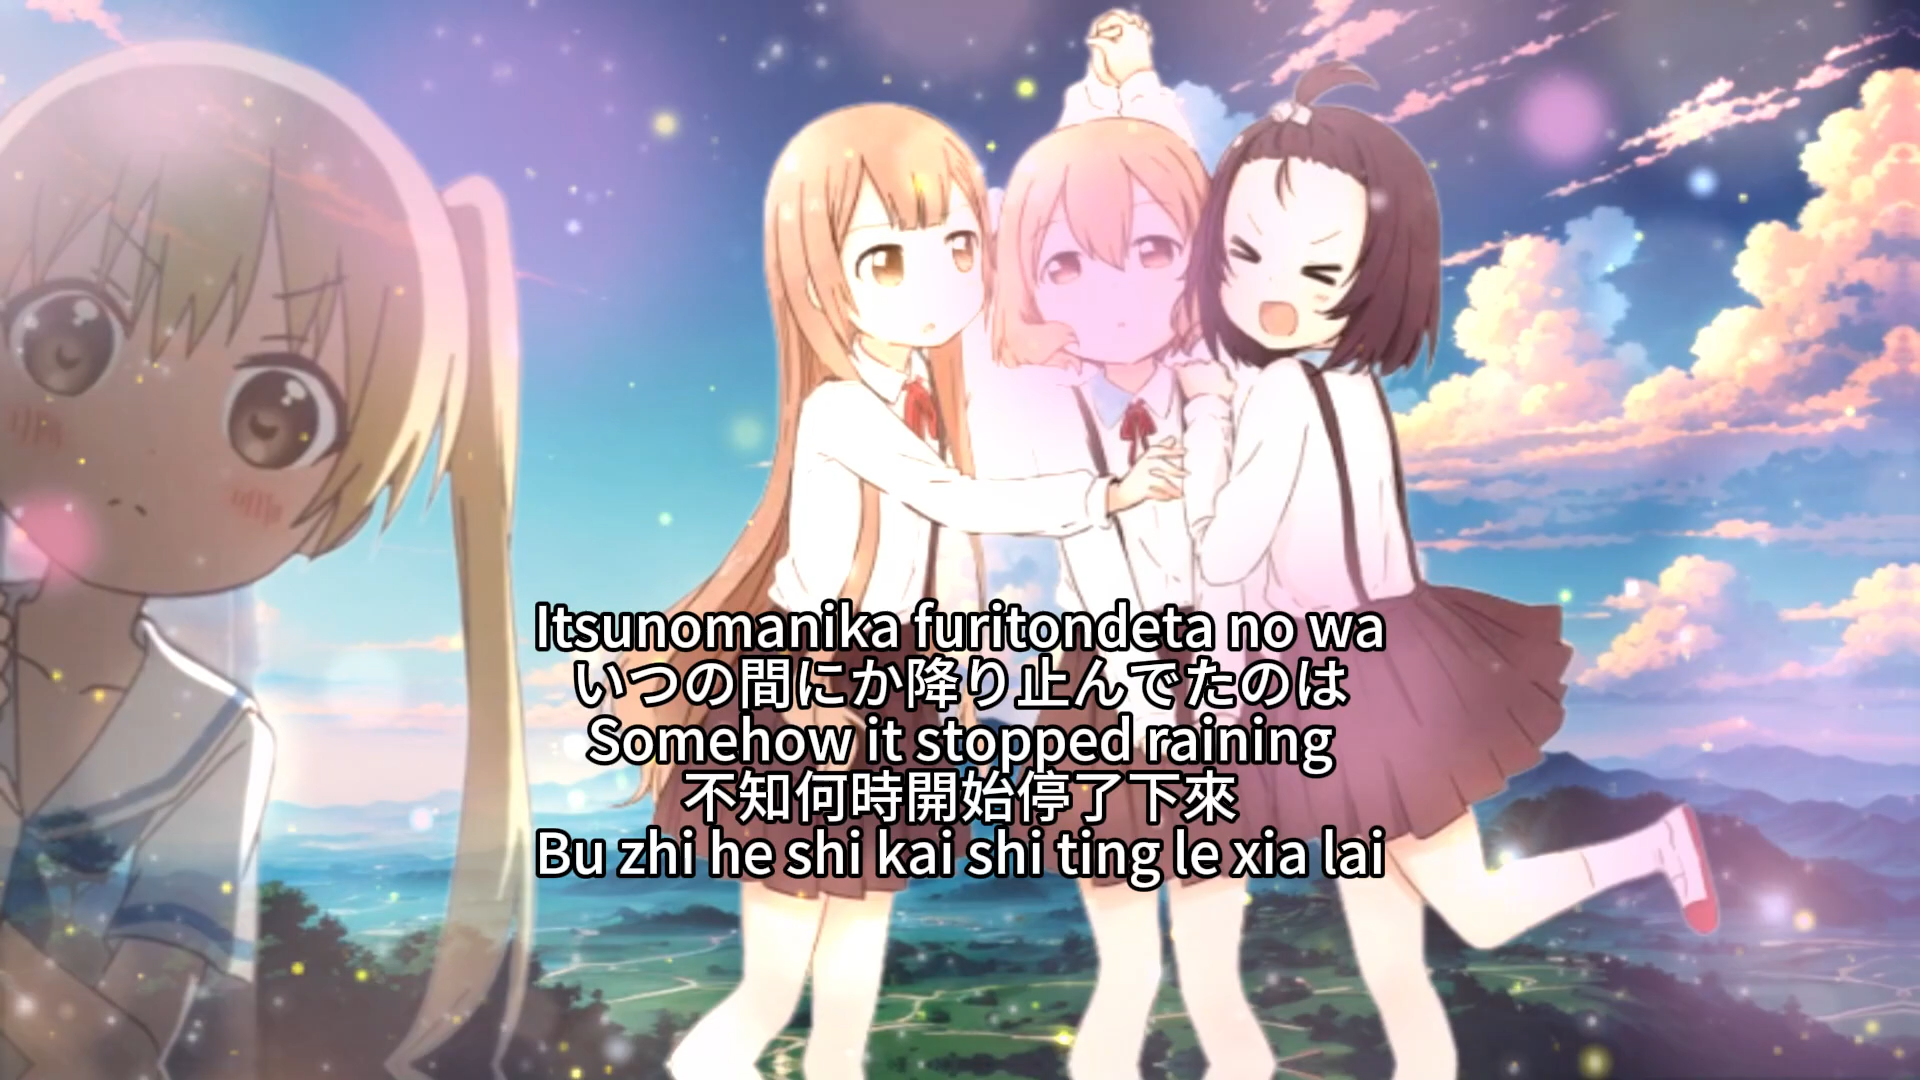 Itsunomanika furitondeta no wa
いつの間にか降り止んでたのは
Somehow it stopped raining
不知何時開始停了下來
Bu zhi he shi kai shi ting le xia lai